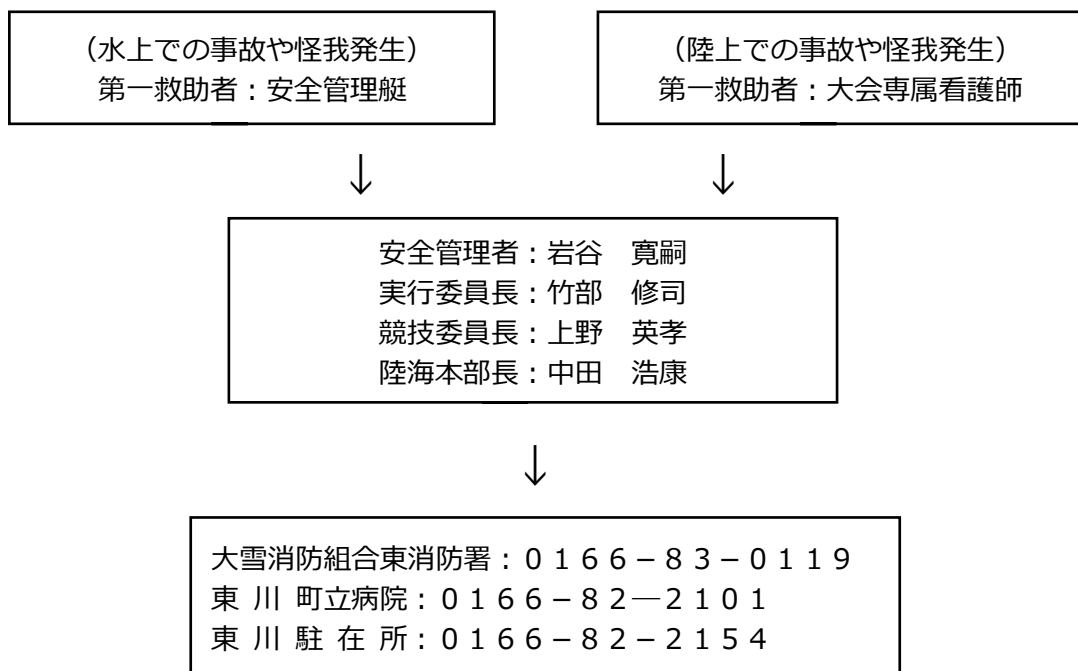 （水上での事故や怪我発生）
第一救助者：安全管理艇
（陸上での事故や怪我発生）
第一救助者：大会専属看護師
↓ ↓
安全管理者：岩谷　寛嗣
実行委員長：竹部　修司
競技委員長：上野　英孝
陸海本部長：中田　浩康
↓
大雪消防組合東消防署：０１６６－８３－０１１９
東 川 町立病院：０１６６－８２―２１０１
東 川 駐 在 所：０１６６－８２－２１５４